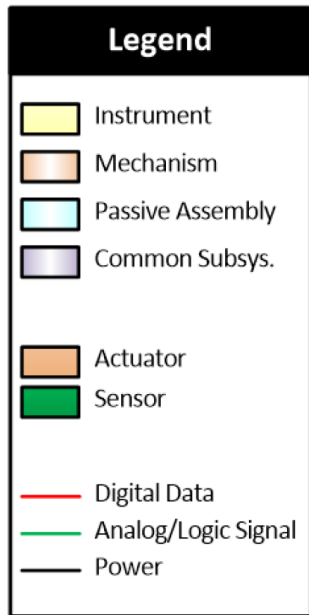 Legend
Instrument
Mechanism
Passive Assembly
Common Subsys.
Actuator
Sensor
Digital Data
Analog/Logic Signal
Power